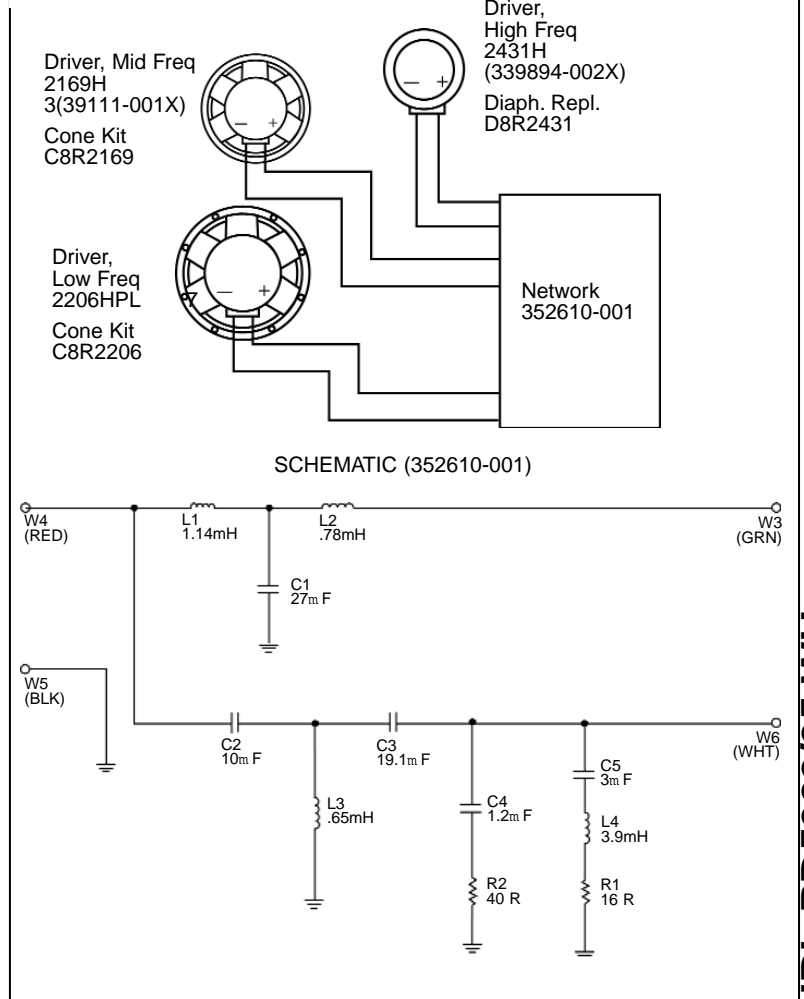 Driver, Mid Freq
2169H
3(39111-001X)
Cone Kit
C8R2169
Driver,
High Freq
2431H
(339894-002X)
Diaph. Repl.
D8R2431
Driver,
Low Freq
2206HPL
Cone Kit
C8R2206
Network
352610-001
SCHEMATIC (352610-001)
W4
(RED)
L1
1.14mH
L2
.78mH
W3
(GRN)
C1
27m F
W5
(BLK)
C2
10m F
C3
19.1m F
W6
(WHT)
L3
.65mH
C4
1.2m F
C5
3m F
L4
3.9mH
R2
40 R
R1
16 R